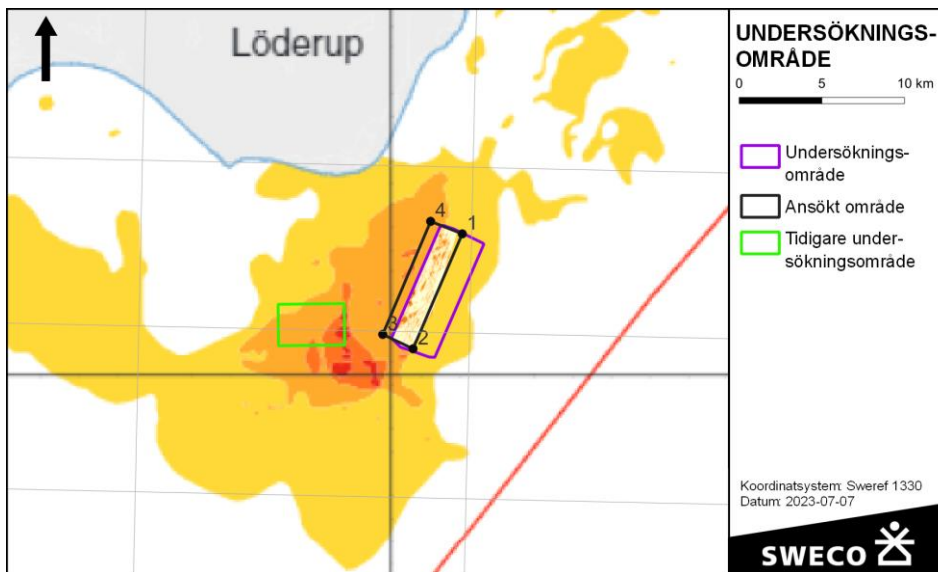 Löderup
4
1
3
2
UNDERSÖKNINGS-
OMRÅDE
0 5 10 km
Undersöknings-
område
Ansökt område
Tidigare under-
sökningsområde
Koordinatsystem: Sweref 1330
Datum: 2023-07-07
SWECO